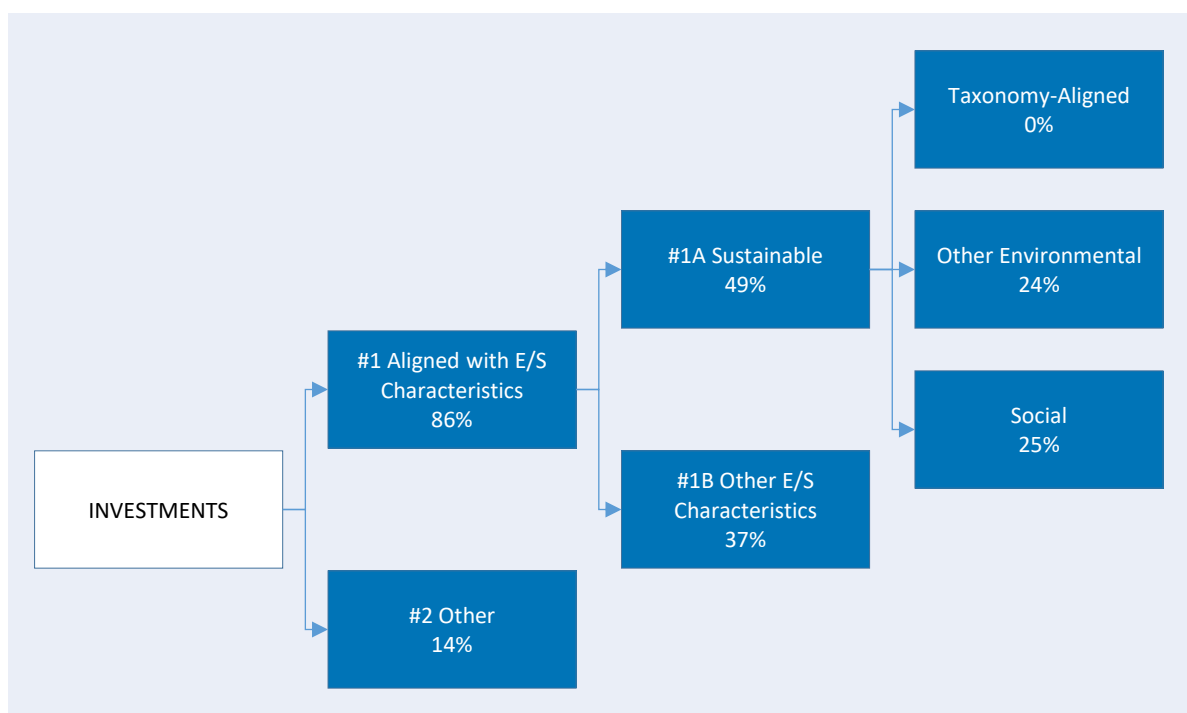 INVESTMENTS
#1 Aligned with E/S
Characteristics
86%
#2 Other
14%
#1A Sustainable
49%
#1B Other E/S
Characteristics
37%
Taxonomy-Aligned
0%
Other Environmental
24%
Social
25%